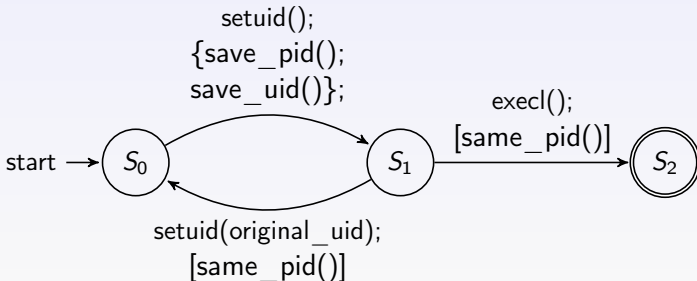 setuid();
{save_pid();
save_uid()};
execl();
[same_pid()]
start
S0
S1
S2
setuid(original_uid);
[same_pid()]